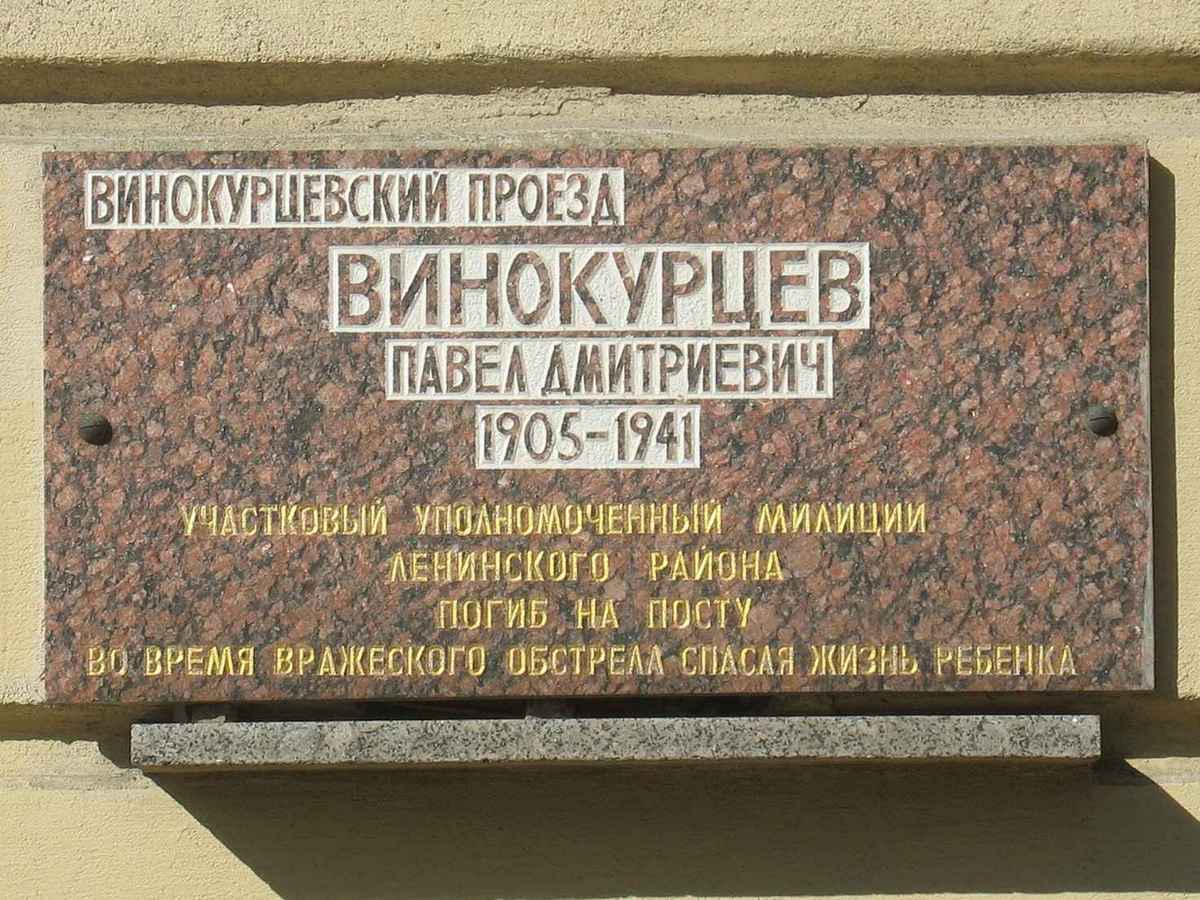 ВИНОКУРЦЕВСКИЙ ПРОЕЗД
ВИНОКУРЦЕВ
ПАВЕЛ ДМИТРИЕВИЧ
1905-1941
УЧАСТКОВЫЙ УПОЛНОМОЧЕННЫЙ МИЛИЦИИ
ЛЕНИНСКОГО РАЙОНА
ПОГИБ НА ПОСТУ
ВО ВРЕМЯ ВРАЖЕСКОГО ОБСТРЕЛА СПАСАЯ ЖИЗНЬ РЕБЕНКА